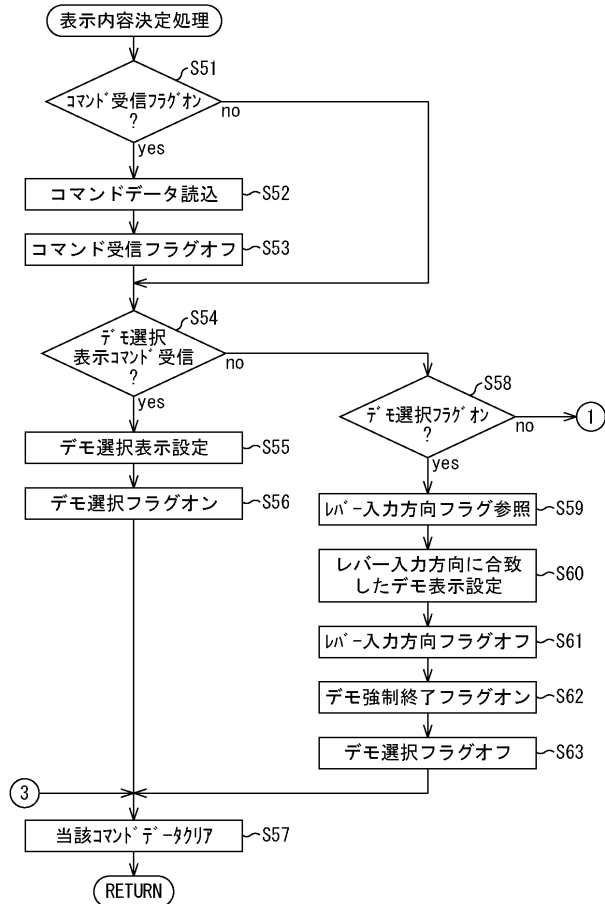 表示内容決定処理
S51
コマンド受信フラグオン
?
no
yes
コマンドデータ読込
S52
コマンド受信フラグオフ
S53
S54
デモ選択
表示コマンド受信
?
no
yes
デモ選択表示設定
S55
デモ選択フラグオン
S56
S58
デモ選択フラグオン
?
no
1
yes
レバー入力方向フラグ参照
S59
レバー入力方向に合致
したデモ表示設定
S60
レバー入力方向フラグオフ
S61
デモ強制終了フラグオン
S62
デモ選択フラグオフ
S63
3
当該コマンドデータクリア
S57
RETURN